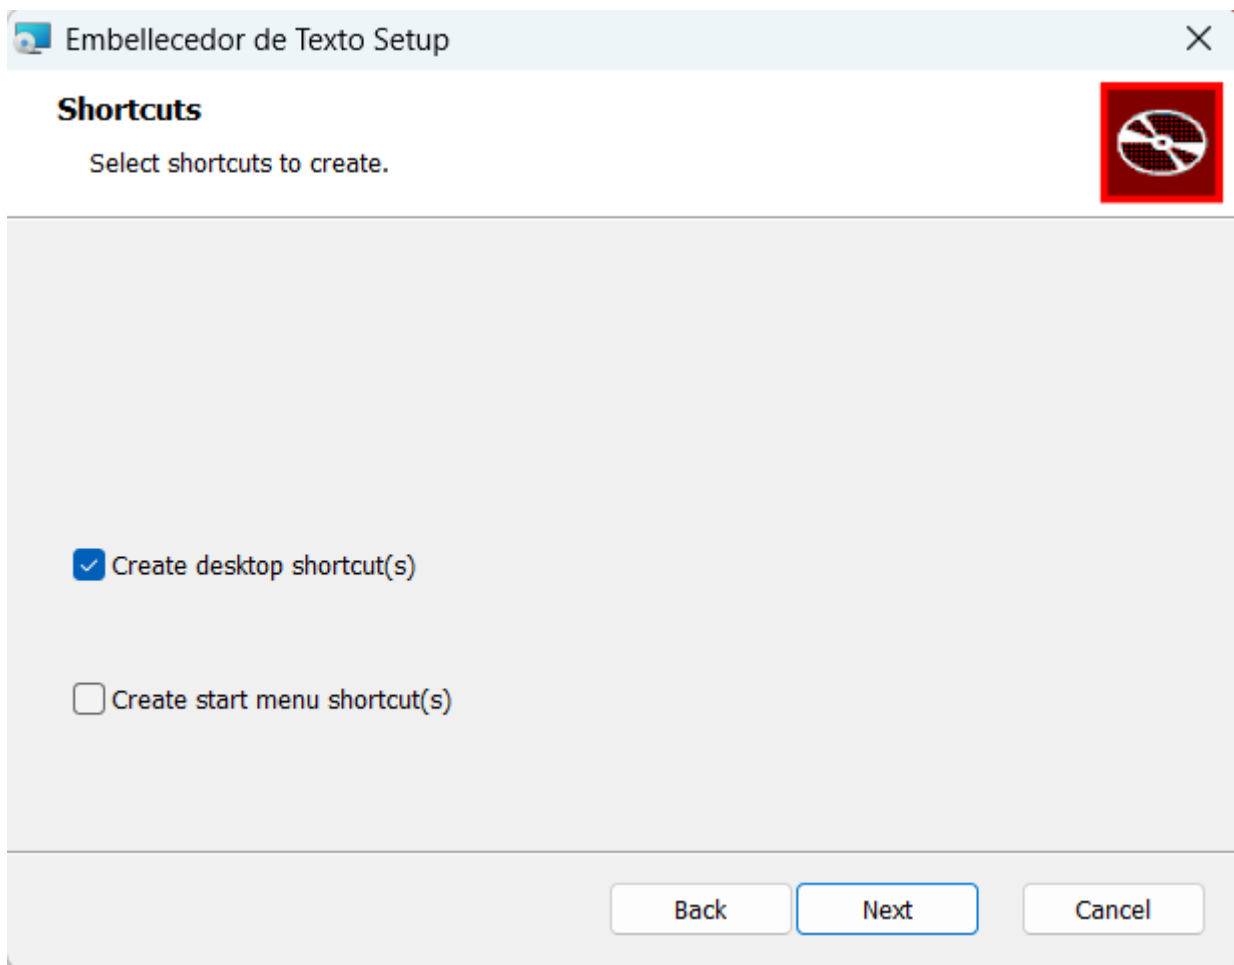 Embellecedor de Texto Setup
Shortcuts
Select shortcuts to create.
Create desktop shortcut(s)
Create start menu shortcut(s)
Back Next Cancel